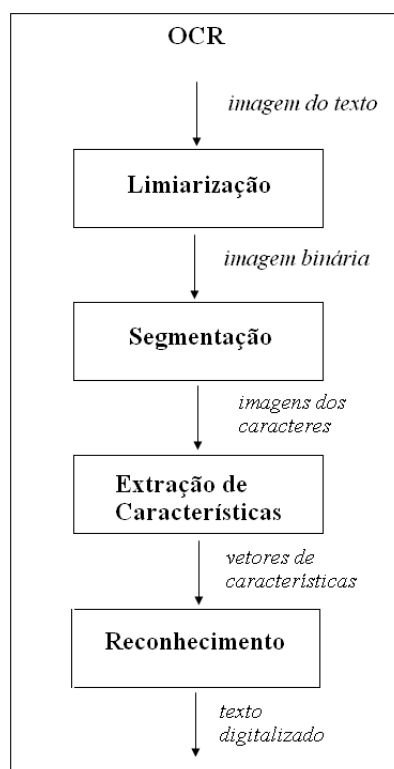 OCR
imagem do texto
Limiarização
imagem binária
Segmentação
imagens dos
caracteres
Extração de
Características
vetores de
características
Reconhecimento
texto
digitalizado